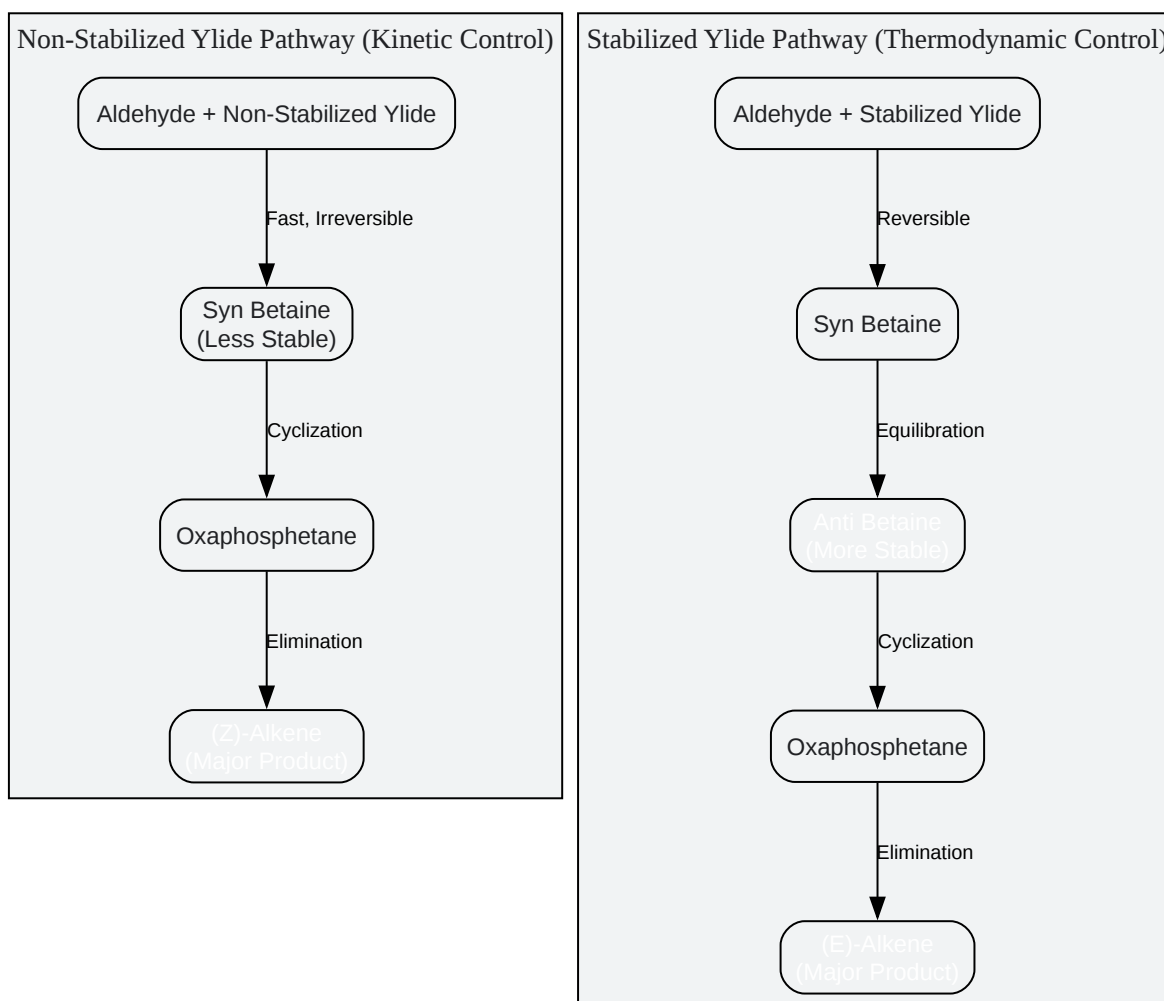 Non-Stabilized Ylide Pathway (Kinetic Control)
Aldehyde + Non-Stabilized Ylide
Fast, Irreversible
Syn Betaine
(Less Stable)
Cyclization
Oxaphosphetane
Elimination
(Z)-Alkene
(Major Product)
Stabilized Ylide Pathway (Thermodynamic Control)
Aldehyde + Stabilized Ylide
Reversible
Syn Betaine
Equilibration
Anti Betaine
(More Stable)
Cyclization
Oxaphosphetane
Elimination
(E)-Alkene
(Major Product)